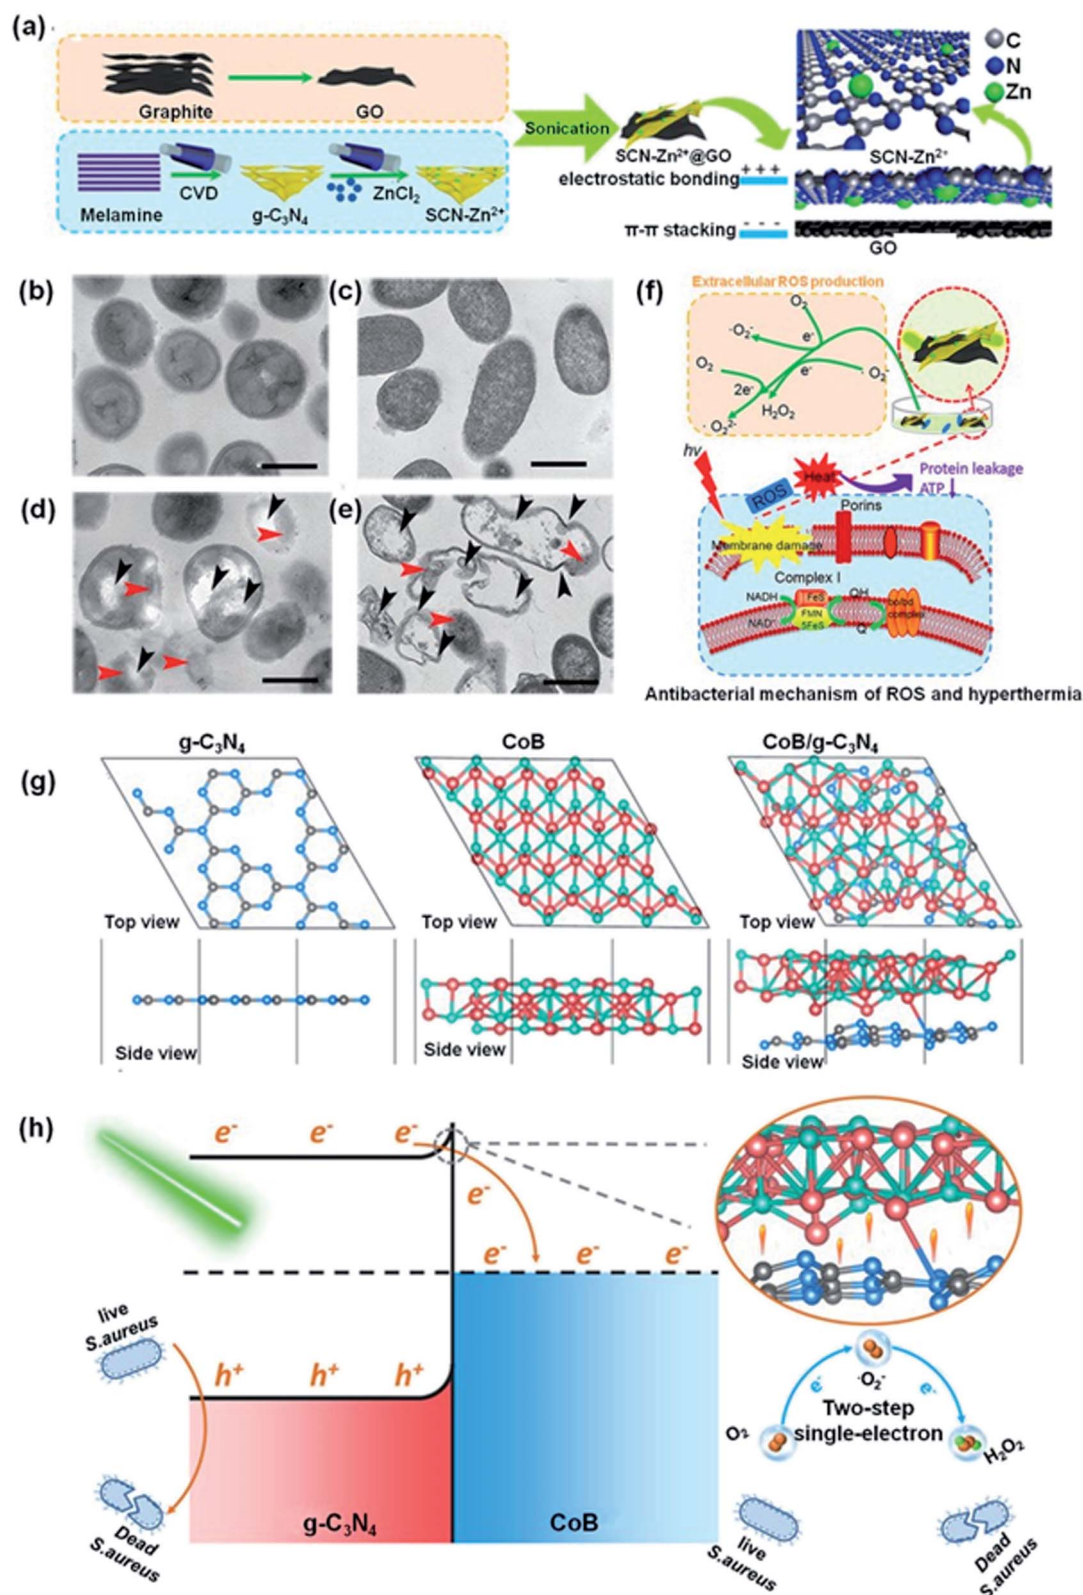 (a)
Graphite
GO
Melamine
CVD
g-C₃N₄
ZnCl₂
SCN-Zn²⁺
Sonication
SCN-Zn²⁺@GO
electrostatic bonding
+ + +
π-π stacking
- - -
C
N
Zn
SCN-Zn²⁺
GO
(b)
(c)
(d)
(e)
(f)
Extracellular ROS production
O₂
·O₂⁻
e⁻
O₂
e⁻
·O₂⁻
2e⁻
H₂O₂
·O₂²⁻
hv
ROS
Heat
Protein leakage
ATP
Porins
Membrane damage
Complex I
NADH
FeS
QH
NAD⁺
FMN
5FeS
Q
complex
Antibacterial mechanism of ROS and hyperthermia
(g)
g-C₃N₄
CoB
CoB/g-C₃N₄
Top view
Top view
Top view
Side view
Side view
Side view
(h)
e⁻
e⁻
e⁻
e⁻
e⁻
e⁻
e⁻
live
S.aureus
h⁺
h⁺
h⁺
Dead
S.aureus
g-C₃N₄
CoB
·O₂⁻
e⁻
e⁻
Two-step
single-electron
O₂
H₂O₂
live
S.aureus
Dead
S.aureus